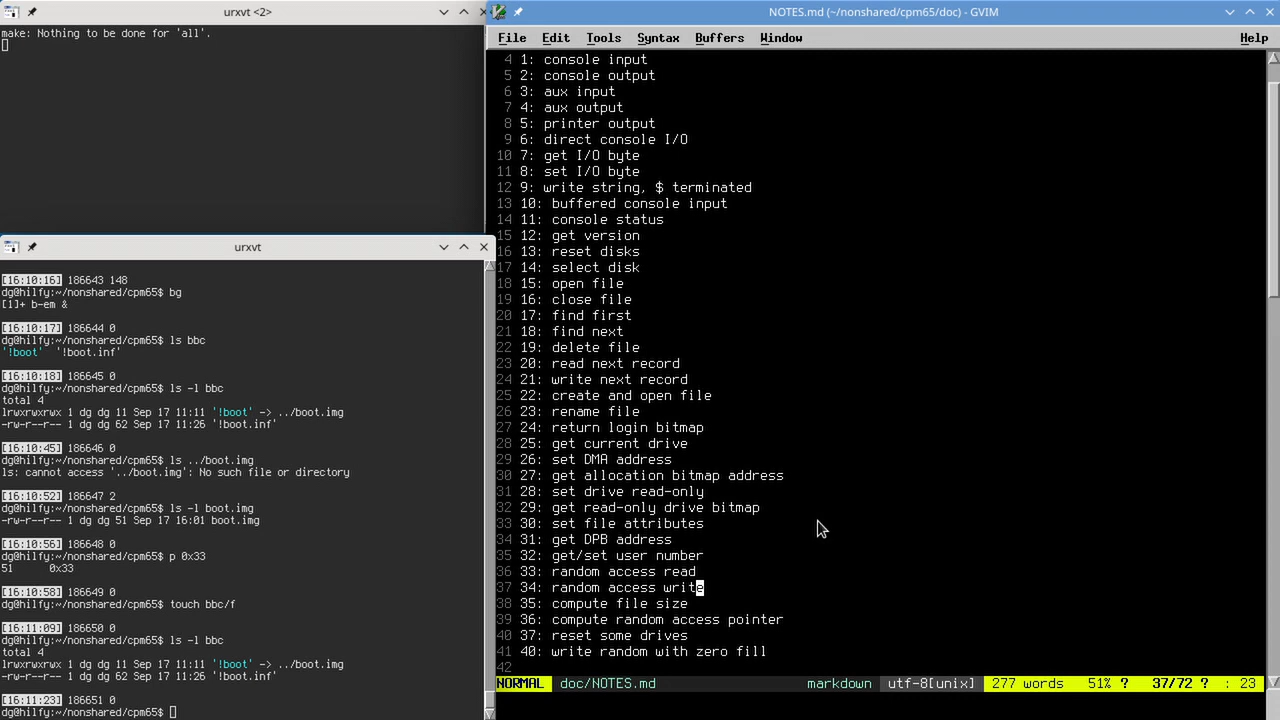 urxvt <2>
make: Nothing to be done for 'all'.
urxvt
[16:10:16] 186643 148
dg@hilfy:~/nonshared/cpm65$ bg
[1]+ b-em &
[16:10:17] 186644 0
dg@hilfy:~/nonshared/cpm65$ ls bbc
'!boot'  '!boot.inf'
[16:10:18] 186645 0
dg@hilfy:~/nonshared/cpm65$ ls -l bbc
total 4
lrwxrwxrwx 1 dg dg 11 Sep 17 11:11 '!boot' -> ../boot.img
-rw-r--r-- 1 dg dg 62 Sep 17 11:26 '!boot.inf'
[16:10:45] 186646 0
dg@hilfy:~/nonshared/cpm65$ ls ../boot.img
ls: cannot access '../boot.img': No such file or directory
[16:10:52] 186647 2
dg@hilfy:~/nonshared/cpm65$ ls -l boot.img
-rw-r--r-- 1 dg dg 51 Sep 17 16:01 boot.img
[16:10:56] 186648 0
dg@hilfy:~/nonshared/cpm65$ p 0x33
51      0x33
[16:10:58] 186649 0
dg@hilfy:~/nonshared/cpm65$ touch bbc/f
[16:11:09] 186650 0
dg@hilfy:~/nonshared/cpm65$ ls -l bbc
total 4
lrwxrwxrwx 1 dg dg 11 Sep 17 11:11 '!boot' -> ../boot.img
-rw-r--r-- 1 dg dg 62 Sep 17 11:26 '!boot.inf'
[16:11:23] 186651 0
dg@hilfy:~/nonshared/cpm65$
NOTES.md (~/nonshared/cpm65/doc) - GVIM
File Edit Tools Syntax Buffers Window Help
4 1: console input
5 2: console output
6 3: aux input
7 4: aux output
8 5: printer output
9 6: direct console I/O
10 7: get I/O byte
11 8: set I/O byte
12 9: write string, $ terminated
13 10: buffered console input
14 11: console status
15 12: get version
16 13: reset disks
17 14: select disk
18 15: open file
19 16: close file
20 17: find first
21 18: find next
22 19: delete file
23 20: read next record
24 21: write next record
25 22: create and open file
26 23: rename file
27 24: return login bitmap
28 25: get current drive
29 26: set DMA address
30 27: get allocation bitmap address
31 28: set drive read-only
32 29: get read-only drive bitmap
33 30: set file attributes
34 31: get DPB address
35 32: get/set user number
36 33: random access read
37 34: random access write
38 35: compute file size
39 36: compute random access pointer
40 37: reset some drives
41 40: write random with zero fill
42
NORMAL doc/NOTES.md markdown utf-8[unix] 277 words 51% ? 37/72 ? : 23